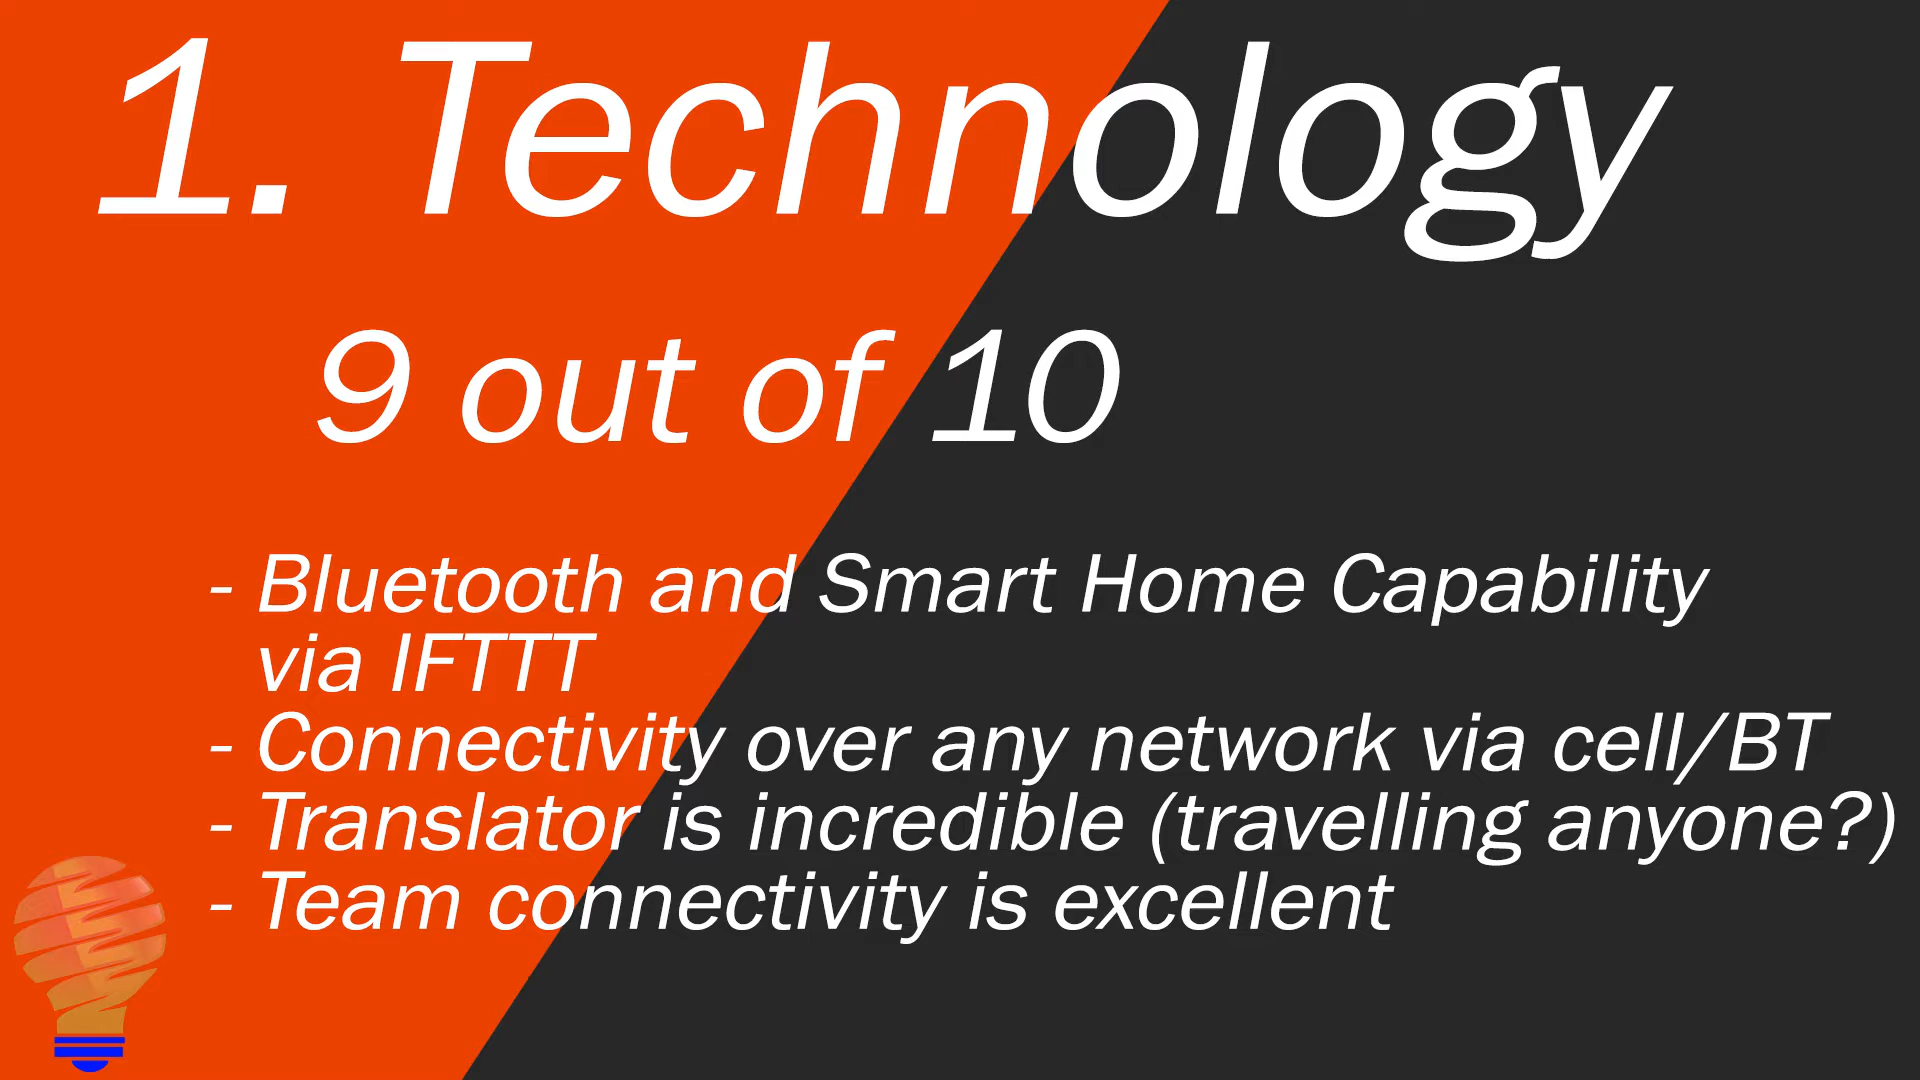 1. Technology
9 out of 10
- Bluetooth and Smart Home Capability
via IFTTT
- Connectivity over any network via cell/BT
- Translator is incredible (travelling anyone?)
- Team connectivity is excellent